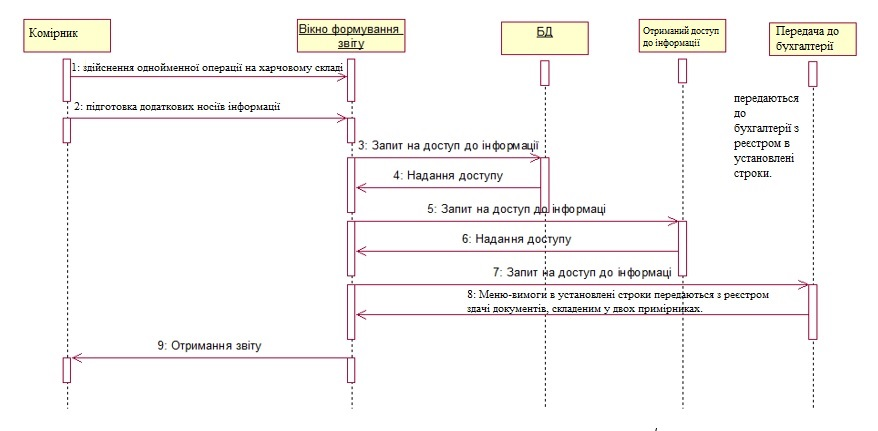 Комірник
Вікно формування
звіту
БД
Отриманий доступ
до інформації
Передача до
бухгалтерії
1: здійснення однойменної операції на харчовому складі
передаються
до
бухгалтерії з
реєстром в
установлені
строки.
2: підготовка додаткових носіїв інформації
3: Запит на доступ до інформації
4: Надання доступу
5: Запит на доступ до інформаці
6: Надання доступу
7: Запит на доступ до інформаці
8: Меню-вимоги в установлені строки передаються з реєстром
здачі документів, складеним у двох примірниках.
9: Отримання звіту